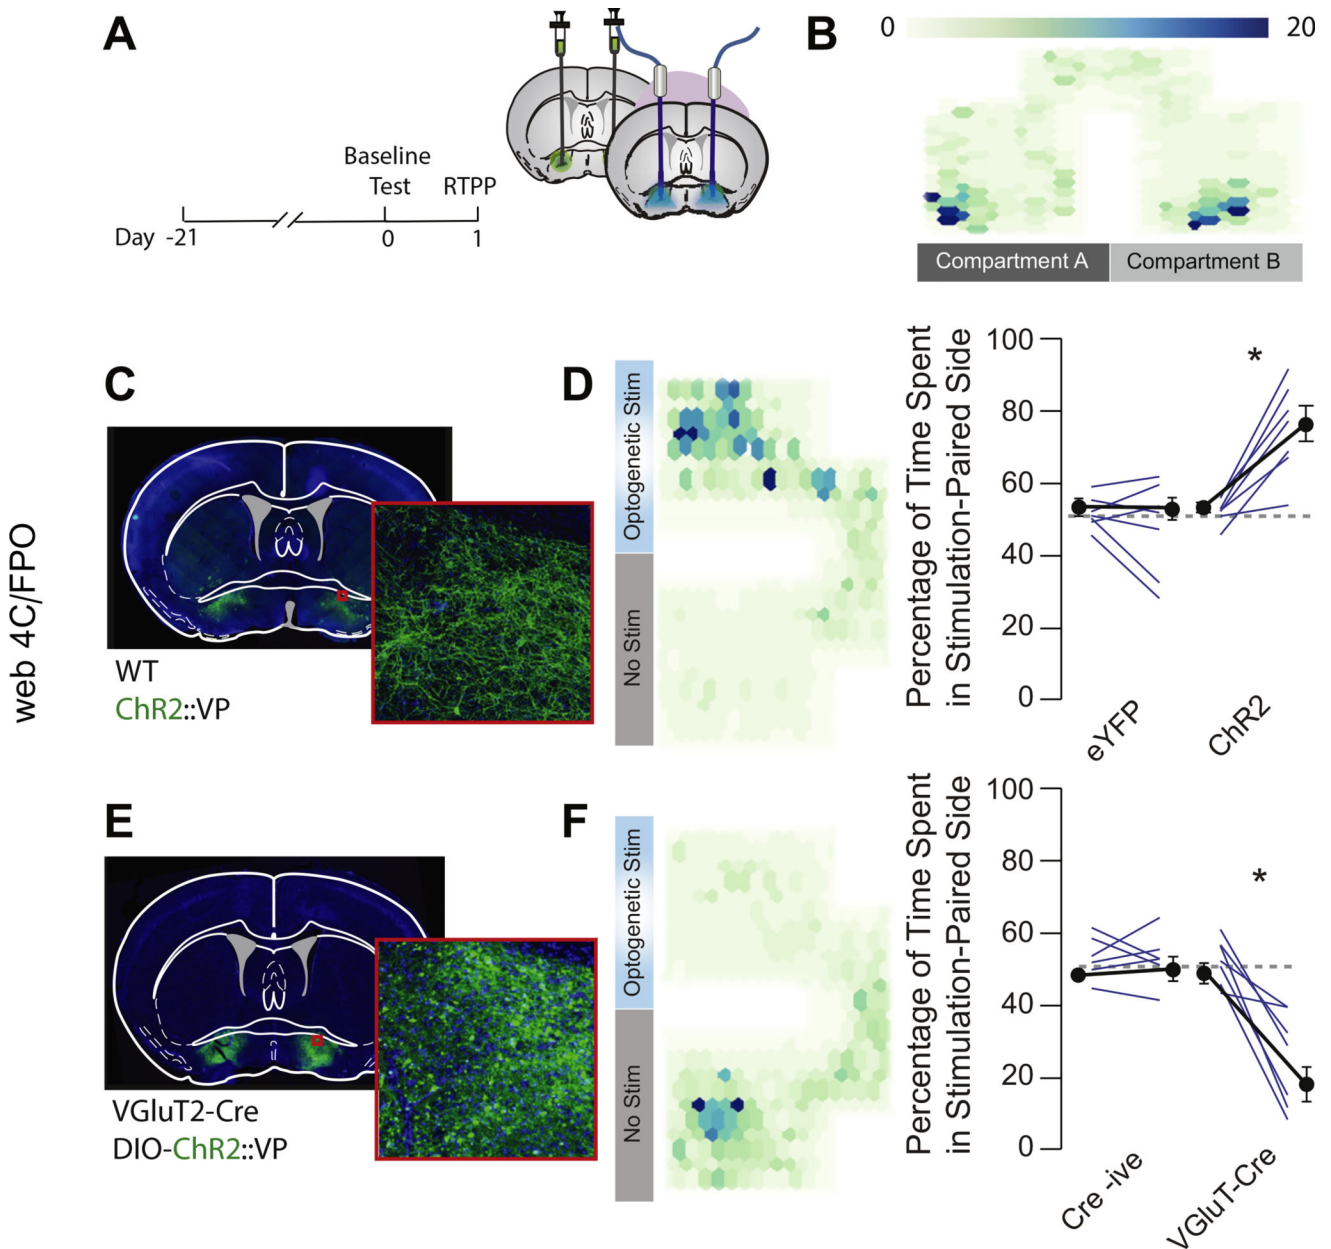 A
Baseline
Test
RTPP
Day -21
0
1
B
0
20
Compartment A
Compartment B
web 4C/FPO
C
WT
ChR2::VP
D
Optogenetic Stim
No Stim
Percentage of Time Spent
in Stimulation-Paired Side
100
80
60
40
20
0
*
eYFP
ChR2
E
VGluT2-Cre
DIO-ChR2::VP
F
Optogenetic Stim
No Stim
Percentage of Time Spent
in Stimulation-Paired Side
100
80
60
40
20
0
*
Cre -ive
VGluT-Cre